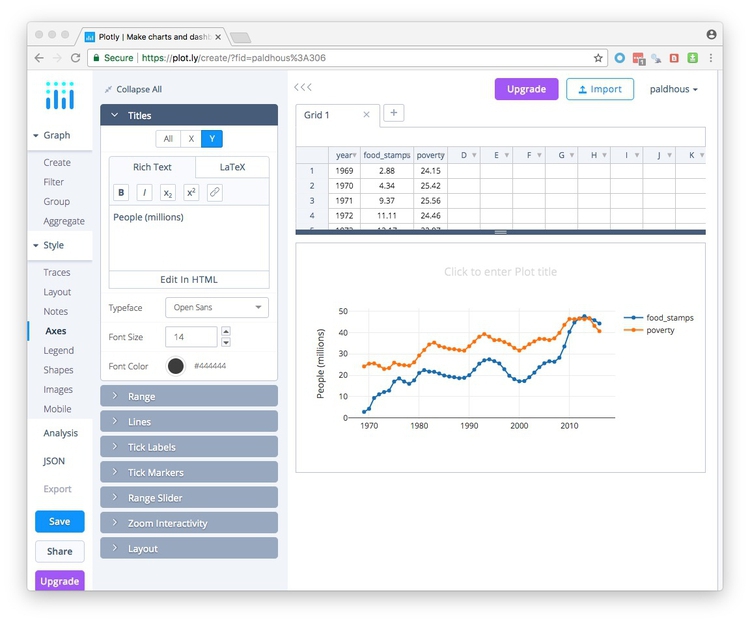 Plotly | Make charts and dashb
Secure | https://plot.ly/create/?fid=paldhous%3A306
Graph
Create
Filter
Group
Aggregate
Style
Traces
Layout
Notes
Axes
Legend
Shapes
Images
Mobile
Analysis
JSON
Export
Save
Share
Upgrade
Collapse All
Titles
All X Y
Rich Text LaTeX
B I x₂ x²
People (millions)
Edit In HTML
Typeface Open Sans
Font Size 14
Font Color #444444
Range
Lines
Tick Labels
Tick Markers
Range Slider
Zoom Interactivity
Layout
Upgrade Import paldhous
Grid 1
year food_stamps poverty D E F G H I J K
1 1969 2.88 24.15
2 1970 4.34 25.42
3 1971 9.37 25.56
4 1972 11.11 24.46
Click to enter Plot title
People (millions)
50
40
30
20
10
0
1970 1980 1990 2000 2010
food_stamps
poverty